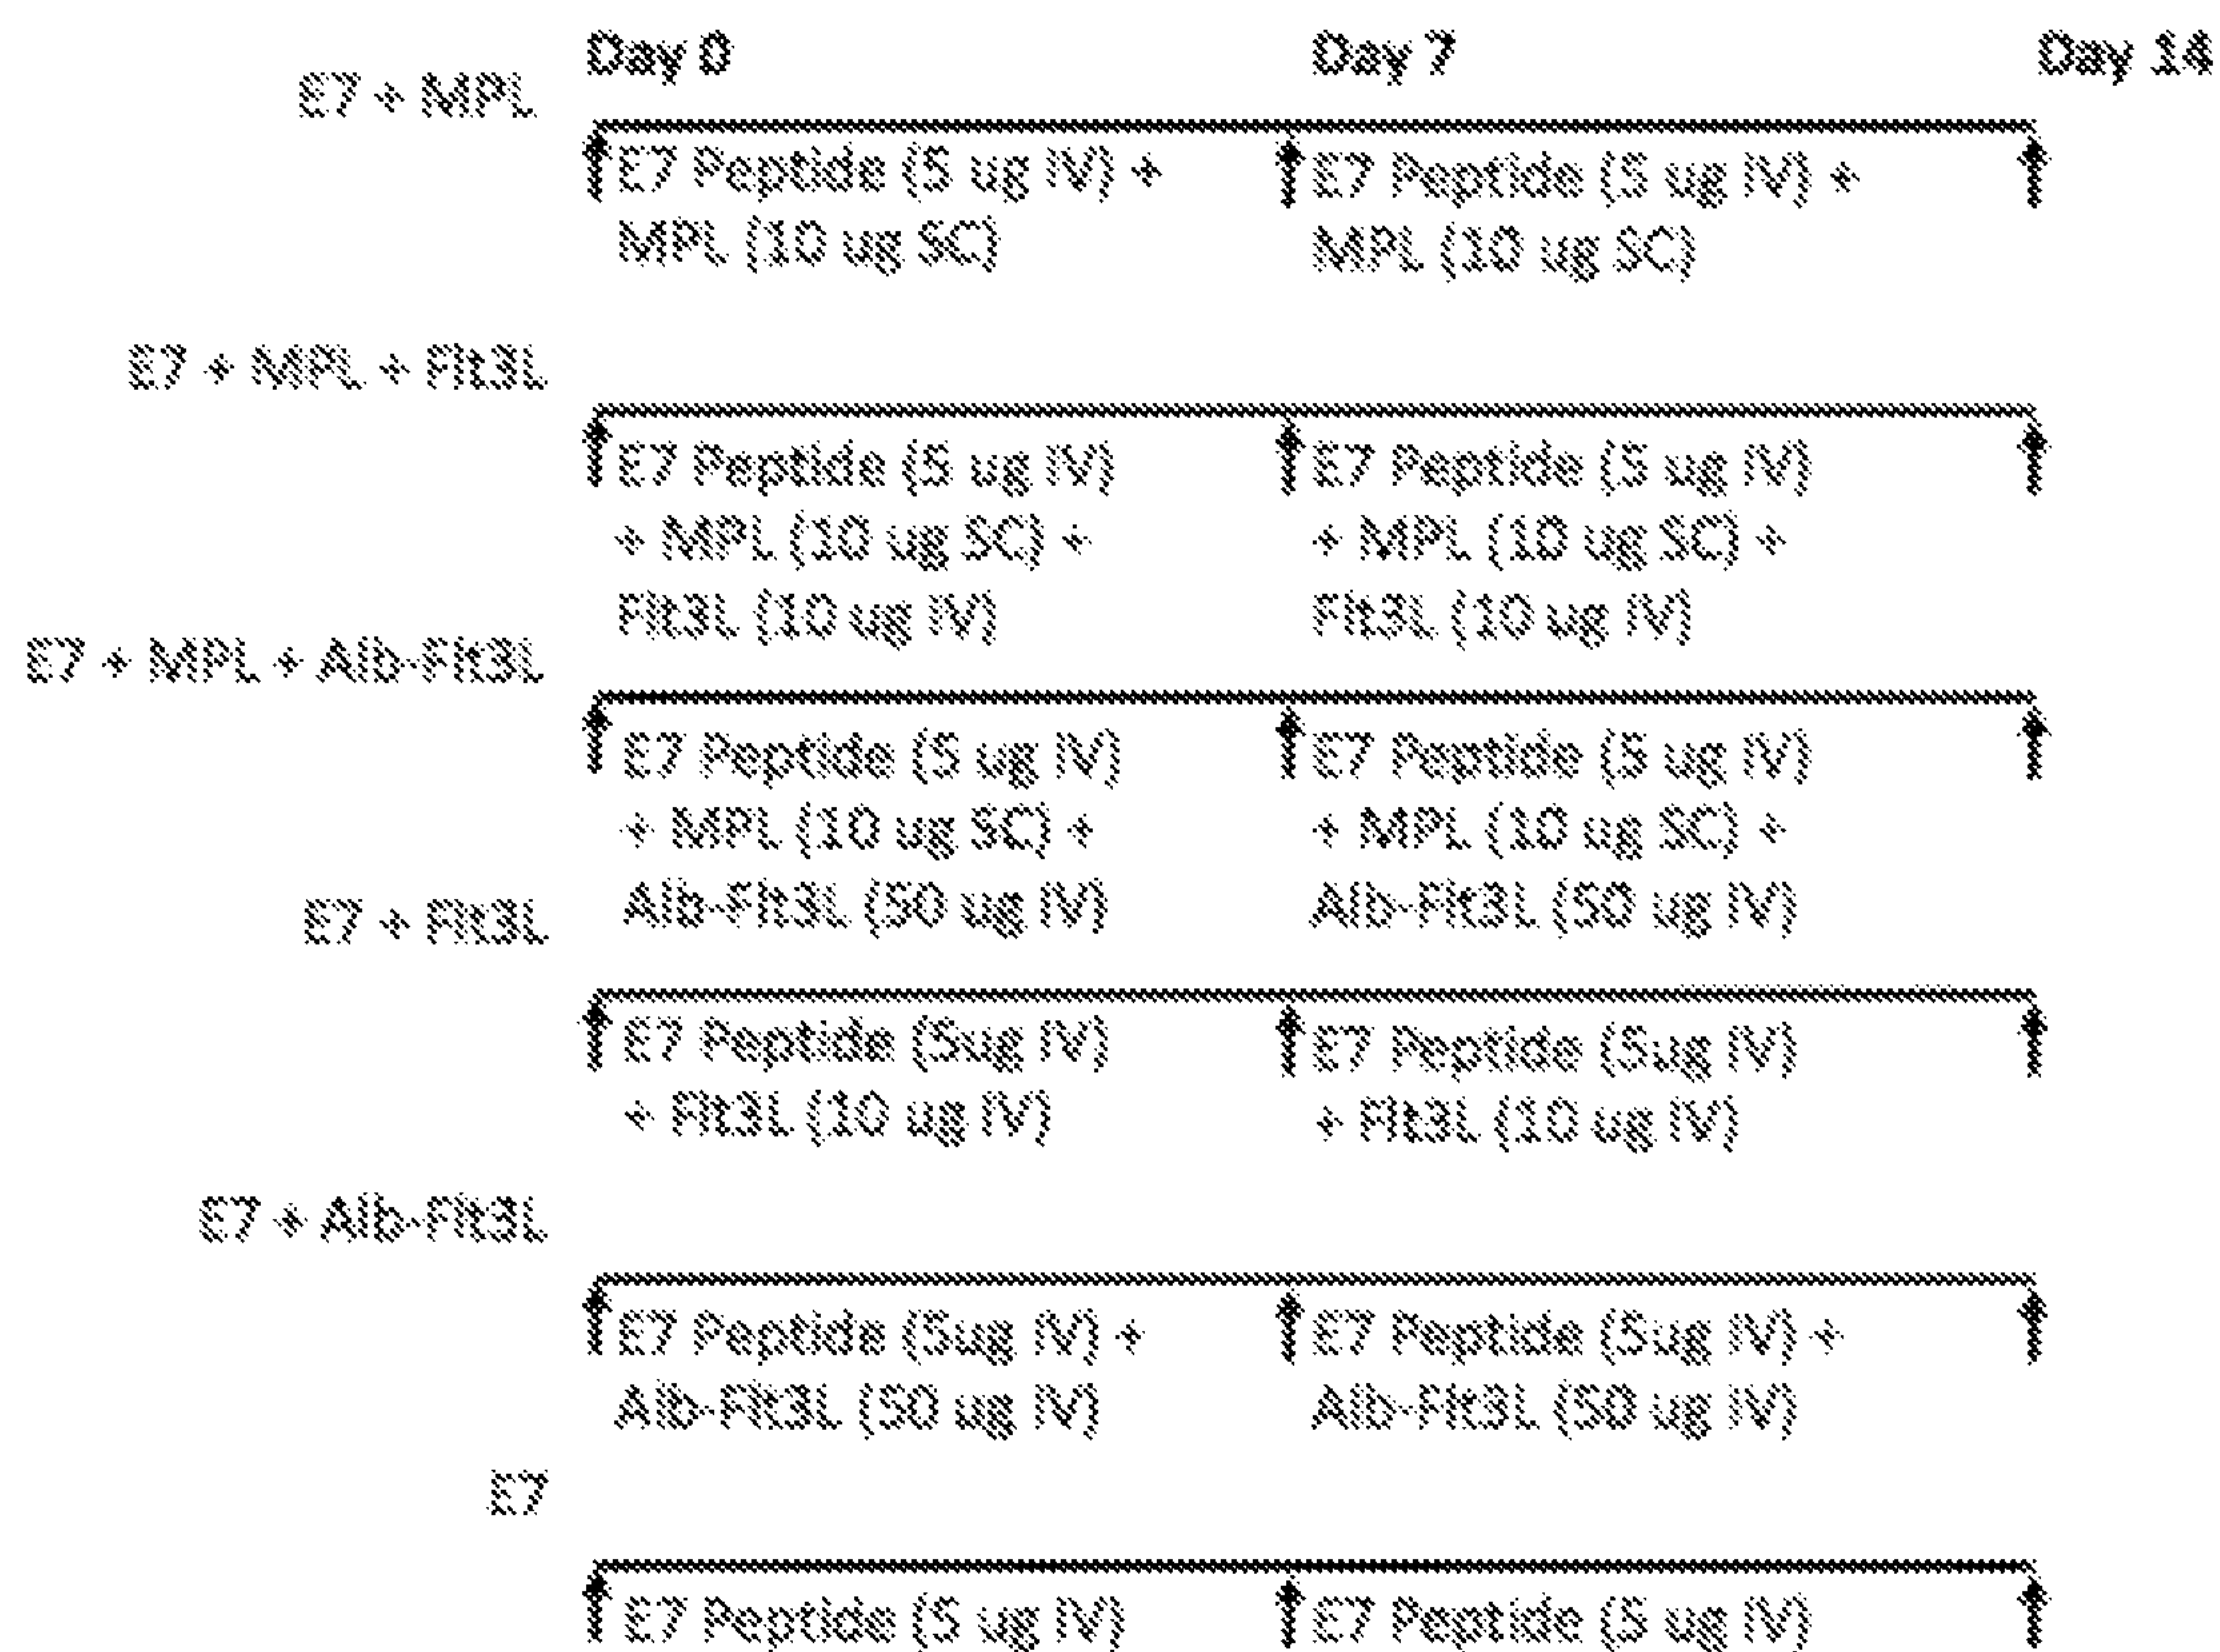 Day 0 Day 7 Day 14
E7 + MPL
E7 Peptide (5 ug IV) + E7 Peptide (5 ug IV) +
MPL (10 ug SC) MPL (10 ug SC)
E7 + MPL + Flt3L
E7 Peptide (5 ug IV) E7 Peptide (5 ug IV)
+ MPL (10 ug SC) + + MPL (10 ug SC) +
Flt3L (10 ug IV) Flt3L (10 ug IV)
E7 + MPL + Alb-Flt3L
E7 Peptide (5 ug IV) E7 Peptide (5 ug IV)
+ MPL (10 ug SC) + + MPL (10 ug SC) +
Alb-Flt3L (50 ug IV) Alb-Flt3L (50 ug IV)
E7 + Flt3L
E7 Peptide (5ug IV) E7 Peptide (5ug IV)
+ Flt3L (10 ug IV) + Flt3L (10 ug IV)
E7 + Alb-Flt3L
E7 Peptide (5ug IV) + E7 Peptide (5ug IV) +
Alb-Flt3L (50 ug IV) Alb-Flt3L (50 ug IV)
E7
E7 Peptide (5 ug IV) E7 Peptide (5 ug IV)